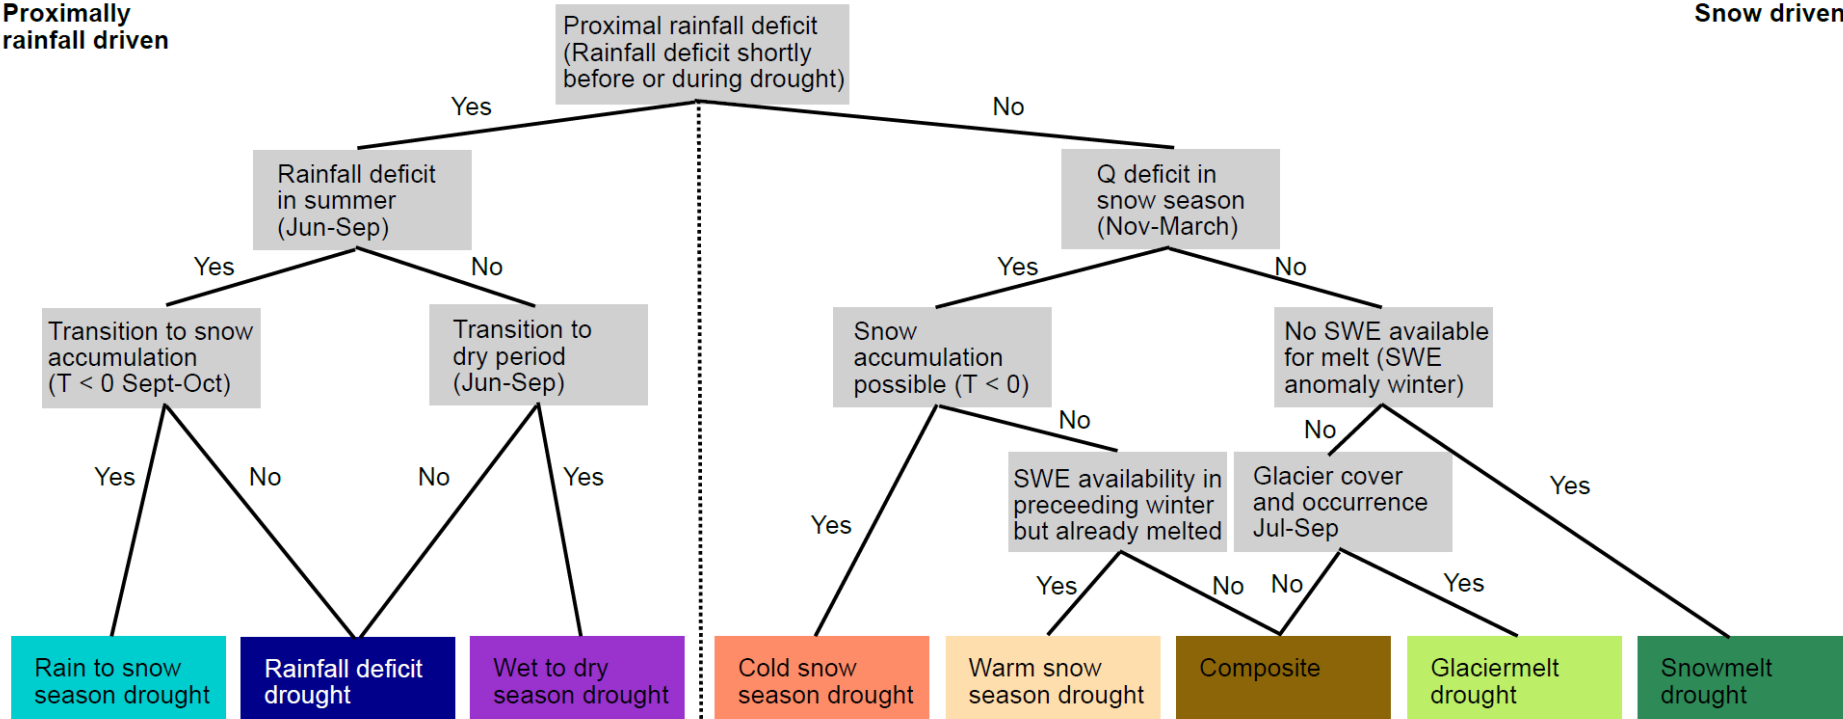 Proximally
rainfall driven
Snow driven
Proximal rainfall deficit
(Rainfall deficit shortly
before or during drought)
Yes
No
Rainfall deficit
in summer
(Jun-Sep)
Q deficit in
snow season
(Nov-March)
Yes
No
Yes
No
Transition to snow
accumulation
(T < 0 Sept-Oct)
Transition to
dry period
(Jun-Sep)
Snow
accumulation
possible (T < 0)
No SWE available
for melt (SWE
anomaly winter)
Yes
No
No
Yes
Yes
No
No
Yes
SWE availability in
preceeding winter
but already melted
Glacier cover
and occurrence
Jul-Sep
Yes
No
No
Yes
Rain to snow
season drought
Rainfall deficit
drought
Wet to dry
season drought
Cold snow
season drought
Warm snow
season drought
Composite
Glaciermelt
drought
Snowmelt
drought